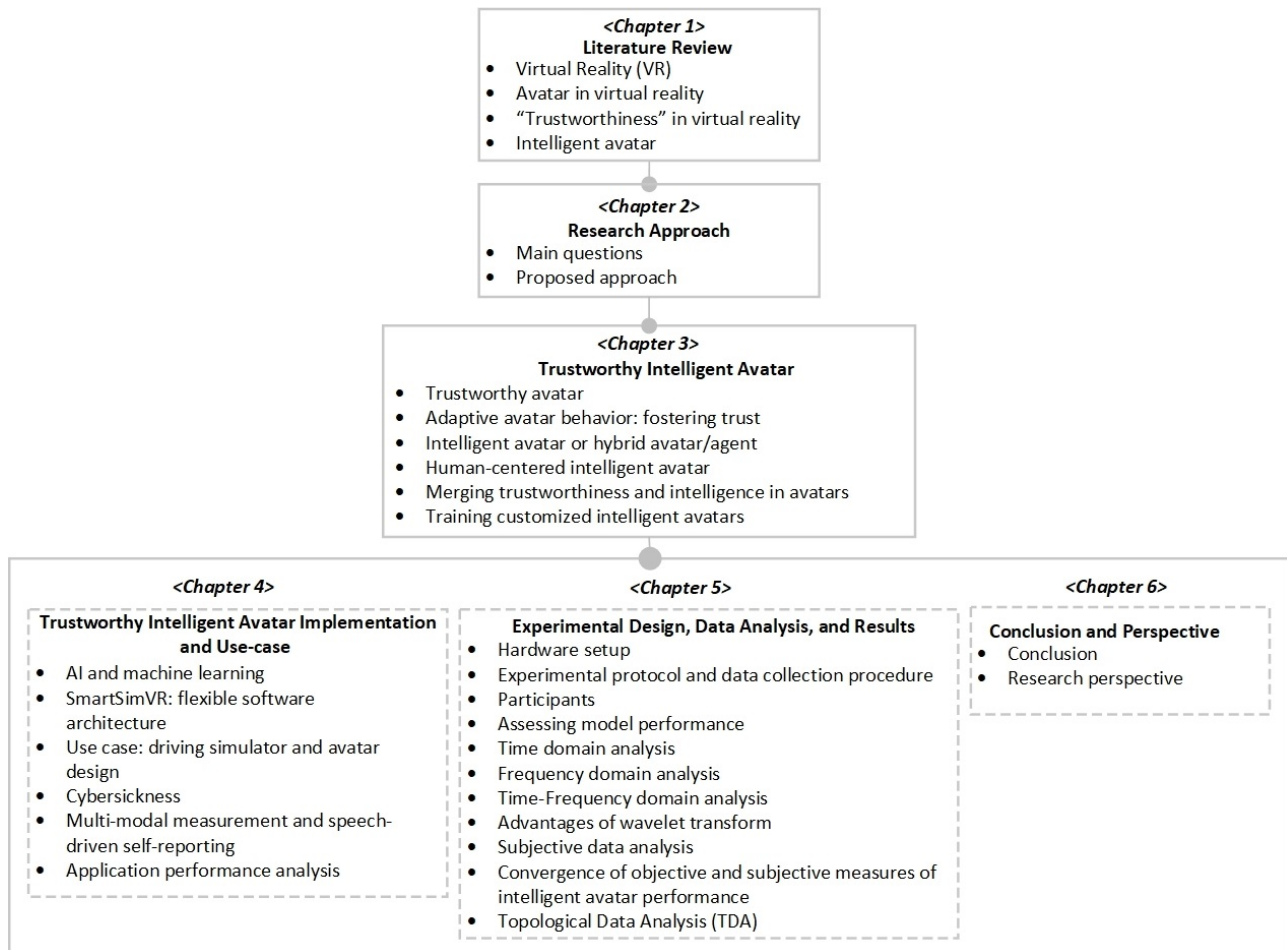 <Chapter 1>
Literature Review
• Virtual Reality (VR)
• Avatar in virtual reality
• “Trustworthiness” in virtual reality
• Intelligent avatar
<Chapter 2>
Research Approach
• Main questions
• Proposed approach
<Chapter 3>
Trustworthy Intelligent Avatar
• Trustworthy avatar
• Adaptive avatar behavior: fostering trust
• Intelligent avatar or hybrid avatar/agent
• Human-centered intelligent avatar
• Merging trustworthiness and intelligence in avatars
• Training customized intelligent avatars
<Chapter 4>
Trustworthy Intelligent Avatar Implementation
and Use-case
• AI and machine learning
• SmartSimVR: flexible software
architecture
• Use case: driving simulator and avatar
design
• Cybersickness
• Multi-modal measurement and speech-
driven self-reporting
• Application performance analysis
<Chapter 5>
Experimental Design, Data Analysis, and Results
• Hardware setup
• Experimental protocol and data collection procedure
• Participants
• Assessing model performance
• Time domain analysis
• Frequency domain analysis
• Time-Frequency domain analysis
• Advantages of wavelet transform
• Subjective data analysis
• Convergence of objective and subjective measures of
intelligent avatar performance
• Topological Data Analysis (TDA)
<Chapter 6>
Conclusion and Perspective
• Conclusion
• Research perspective